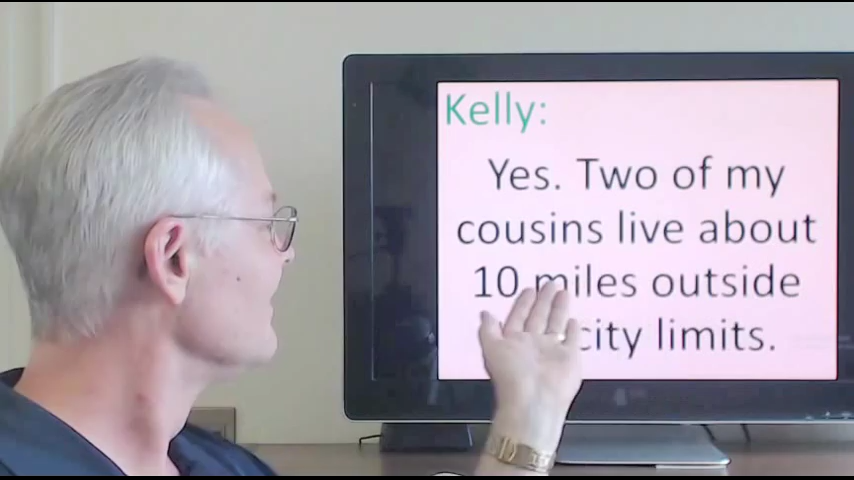 Kelly:
Yes. Two of my
cousins live about
10 miles outside
city limits.